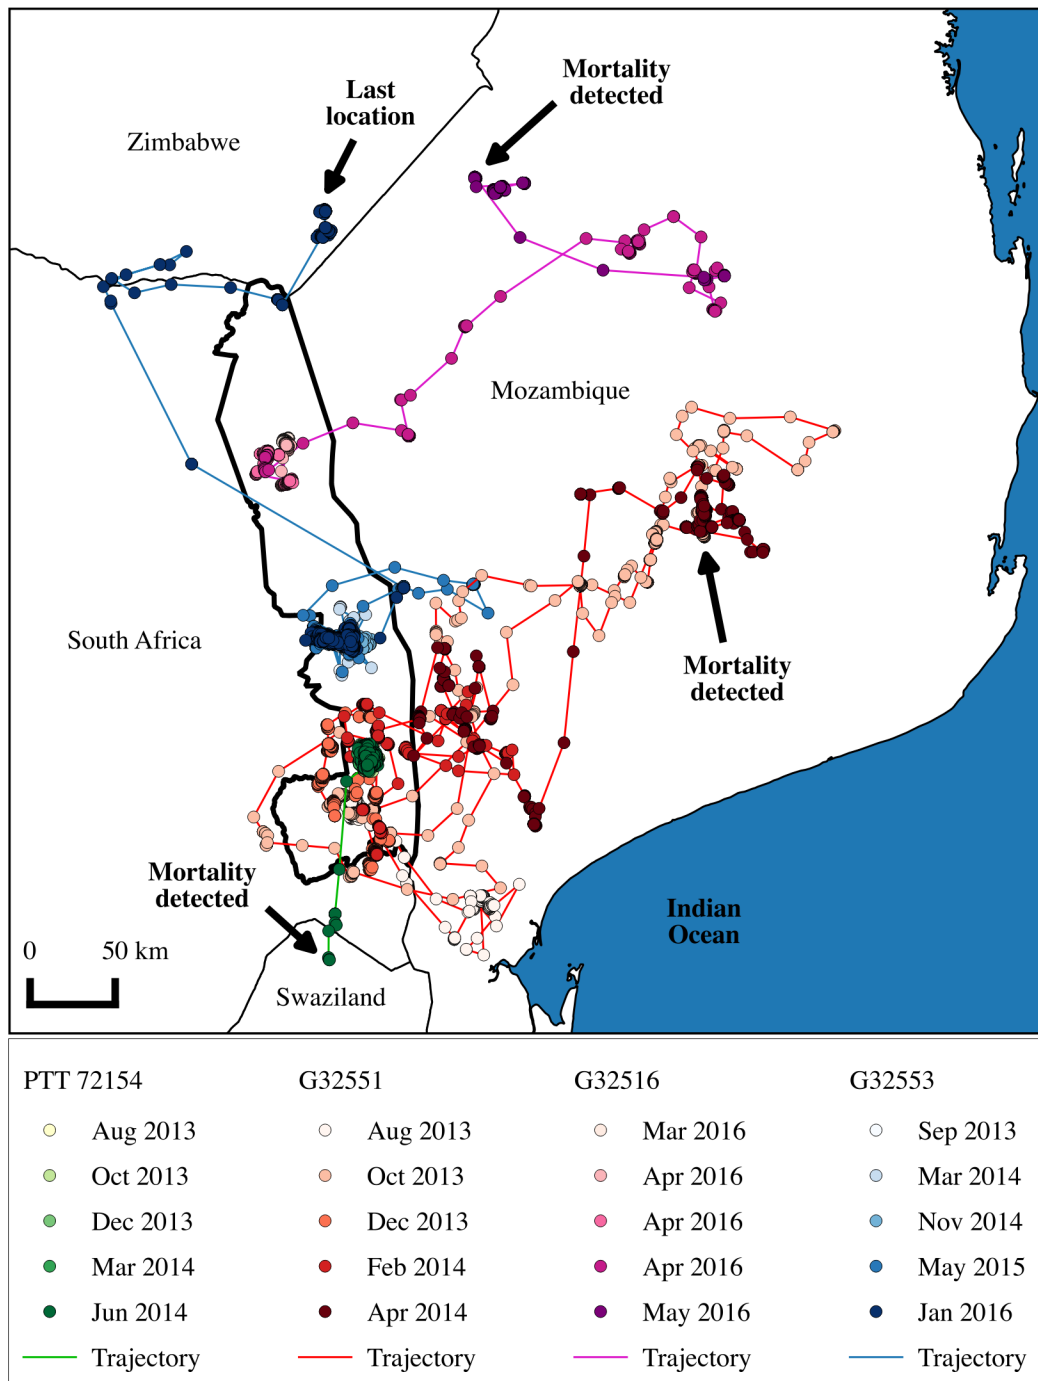 Mortality
detected
Last
location
Zimbabwe
Mozambique
South Africa
Mortality
detected
Mortality
detected
Indian
Ocean
0 50 km
Swaziland
PTT 72154 G32551 G32516 G32553
Aug 2013 Aug 2013 Mar 2016 Sep 2013
Oct 2013 Oct 2013 Apr 2016 Mar 2014
Dec 2013 Dec 2013 Apr 2016 Nov 2014
Mar 2014 Feb 2014 Apr 2016 May 2015
Jun 2014 Apr 2014 May 2016 Jan 2016
Trajectory Trajectory Trajectory Trajectory